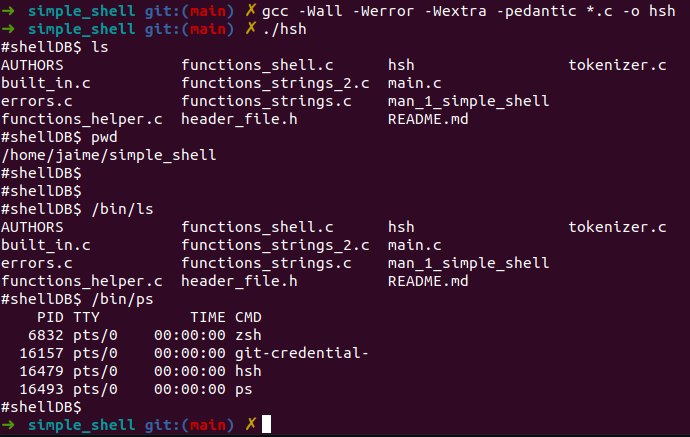 ➜  simple_shell git:(main) ✗ gcc -Wall -Werror -Wextra -pedantic *.c -o hsh
➜  simple_shell git:(main) ✗ ./hsh
#shellDB$ ls
AUTHORS             functions_shell.c      hsh                 tokenizer.c
built_in.c          functions_strings_2.c  main.c
errors.c            functions_strings.c    man_1_simple_shell
functions_helper.c  header_file.h          README.md
#shellDB$ pwd
/home/jaime/simple_shell
#shellDB$
#shellDB$
#shellDB$ /bin/ls
AUTHORS             functions_shell.c      hsh                 tokenizer.c
built_in.c          functions_strings_2.c  main.c
errors.c            functions_strings.c    man_1_simple_shell
functions_helper.c  header_file.h          README.md
#shellDB$ /bin/ps
    PID TTY          TIME CMD
   6832 pts/0    00:00:00 zsh
  16157 pts/0    00:00:00 git-credential-
  16479 pts/0    00:00:00 hsh
  16493 pts/0    00:00:00 ps
#shellDB$
➜  simple_shell git:(main) ✗